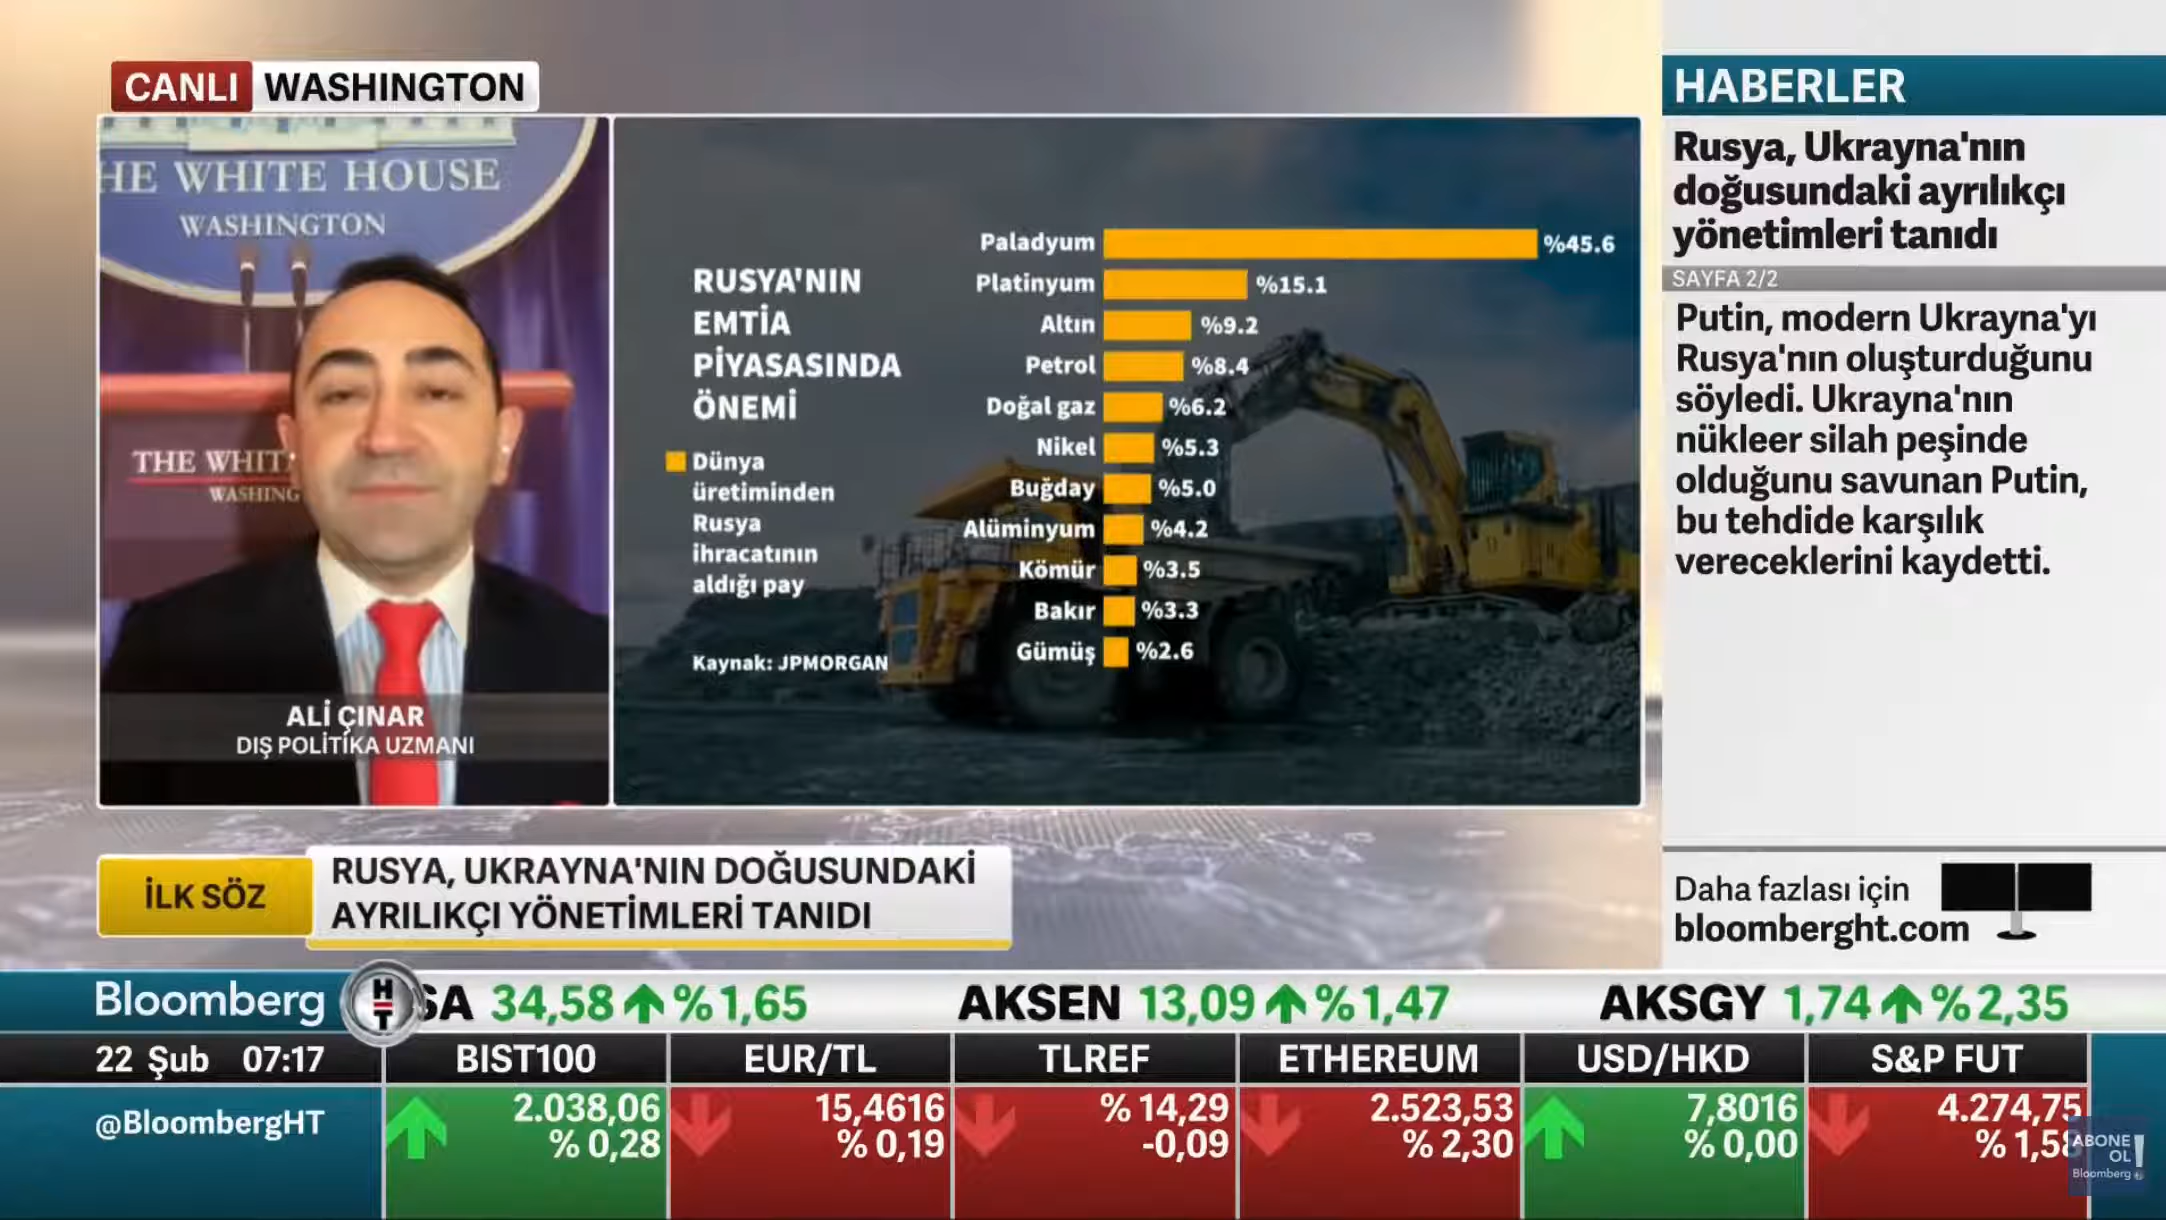 CANLI WASHINGTON
HE WHITE HOUSE
WASHINGTON
THE WHIT
WASHING
ALİ ÇINAR
DIŞ POLİTİKA UZMANI
RUSYA'NIN
EMTİA
PİYASASINDA
ÖNEMİ
Dünya
üretiminden
Rusya
ihracatının
aldığı pay
Kaynak: JPMORGAN
Paladyum %45.6
Platinyum %15.1
Altın %9.2
Petrol %8.4
Doğal gaz %6.2
Nikel %5.3
Buğday %5.0
Alüminyum %4.2
Kömür %3.5
Bakır %3.3
Gümüş %2.6
HABERLER
Rusya, Ukrayna'nın
doğusundaki ayrılıkçı
yönetimleri tanıdı
SAYFA 2/2
Putin, modern Ukrayna'yı
Rusya'nın oluşturduğunu
söyledi. Ukrayna'nın
nükleer silah peşinde
olduğunu savunan Putin,
bu tehdide karşılık
vereceklerini kaydetti.
Daha fazlası için
bloomberght.com
İLK SÖZ
RUSYA, UKRAYNA'NIN DOĞUSUNDAKİ
AYRILIKÇI YÖNETİMLERİ TANIDI
Bloomberg HT SA 34,58 %1,65 AKSEN 13,09 %1,47 AKSGY 1,74 %2,35
22 Şub 07:17 BIST100 EUR/TL TLREF ETHEREUM USD/HKD S&P FUT
@BloombergHT
2.038,06 15,4616 %14,29 2.523,53 7,8016 4.274,75
% 0,28 % 0,19 -0,09 % 2,30 % 0,00 % 1,58
ABONE
OL!
Bloomberg